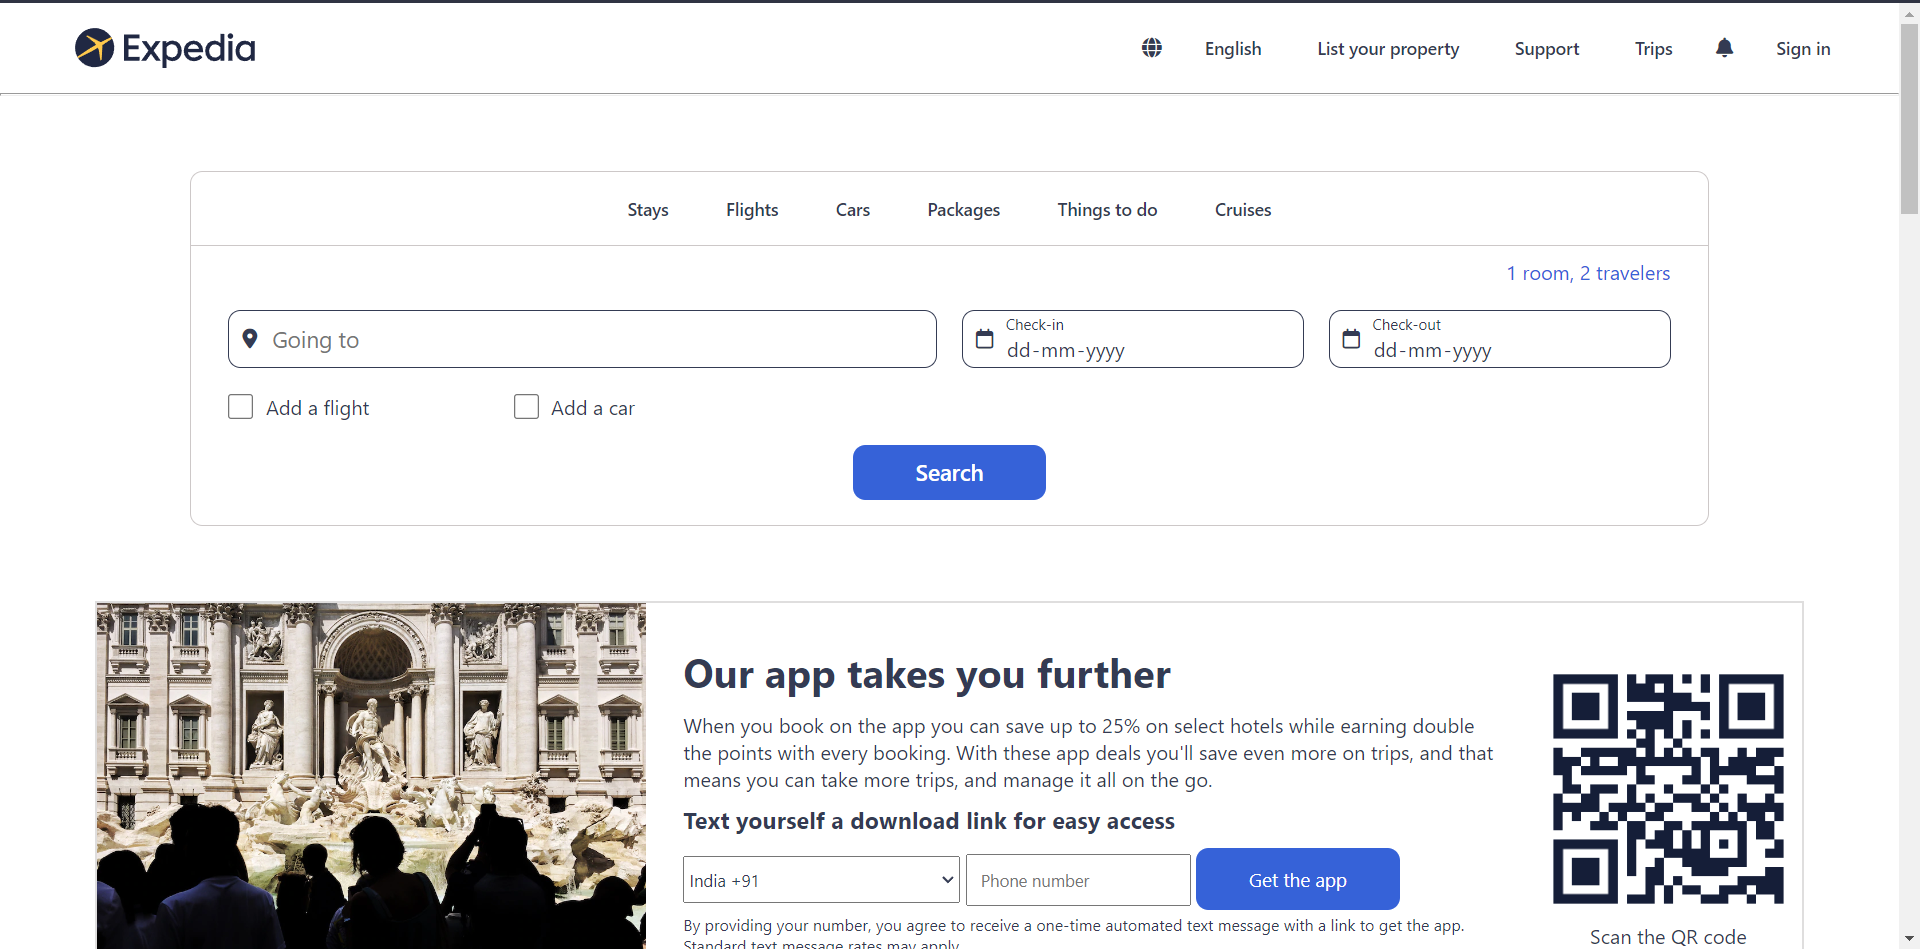 Expedia
English
List your property
Support
Trips
Sign in
Stays
Flights
Cars
Packages
Things to do
Cruises
1 room, 2 travelers
Going to
Check-in
dd-mm-yyyy
Check-out
dd-mm-yyyy
Add a flight
Add a car
Search
Our app takes you further
When you book on the app you can save up to 25% on select hotels while earning double
the points with every booking. With these app deals you'll save even more on trips, and that
means you can take more trips, and manage it all on the go.
Text yourself a download link for easy access
India +91
Phone number
Get the app
By providing your number, you agree to receive a one-time automated text message with a link to get the app.
Standard text message rates may apply.
Scan the QR code